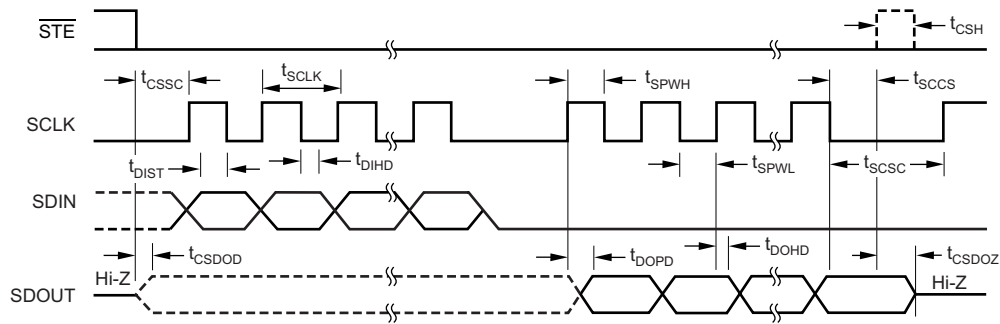 STE
tCSH
tCSSC
tSCLK
tSPWH
tSCCS
SCLK
tDIST
tDIHD
tSPWL
tSCSC
SDIN
tCSDOD
tDOPD
tDOHD
tCSDOZ
Hi-Z
Hi-Z
SDOUT